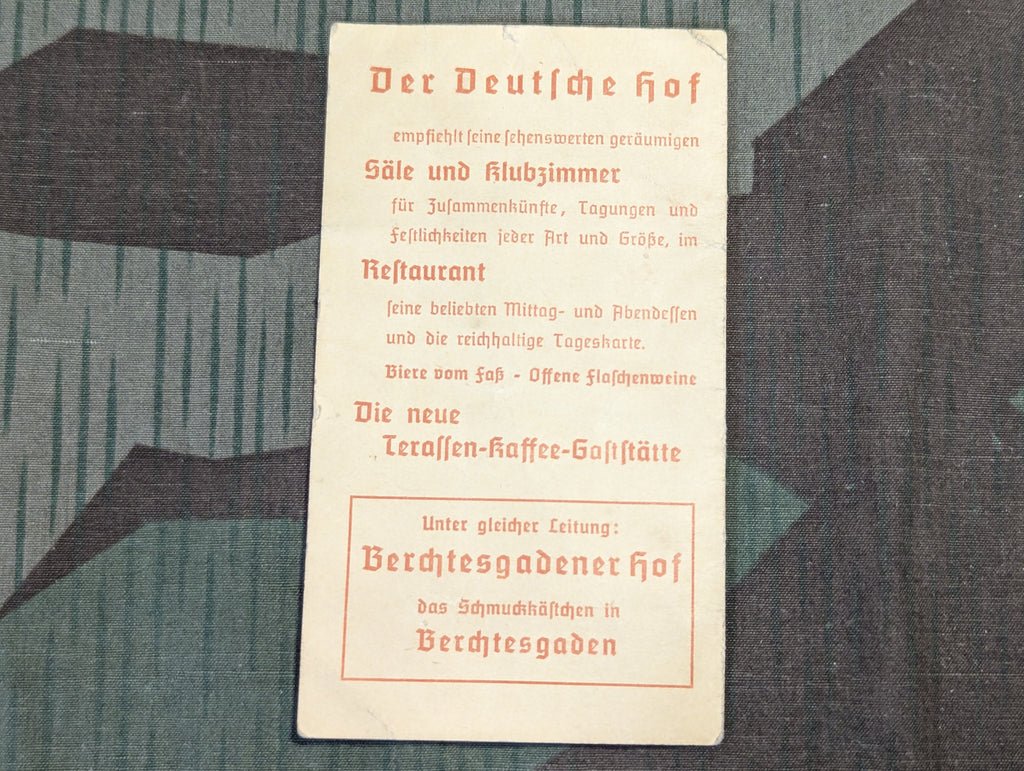 Der Deutſche Hof
empfiehlt ſeine ſehenswerten geräumigen
Säle und Klubzimmer
für Zuſammenkünfte, Tagungen und
Feſtlichkeiten jeder Art und Größe, im
Reſtaurant
ſeine beliebten Mittag- und Abendeſſen
und die reichhaltige Tageskarte.
Biere vom Faß - Offene Flaſchenweine
Die neue
Teraſſen-Kaffee-Gaſtſtätte
Unter gleicher Leitung:
Berchtesgadener Hof
das Schmuckkäſtchen in
Berchtesgaden